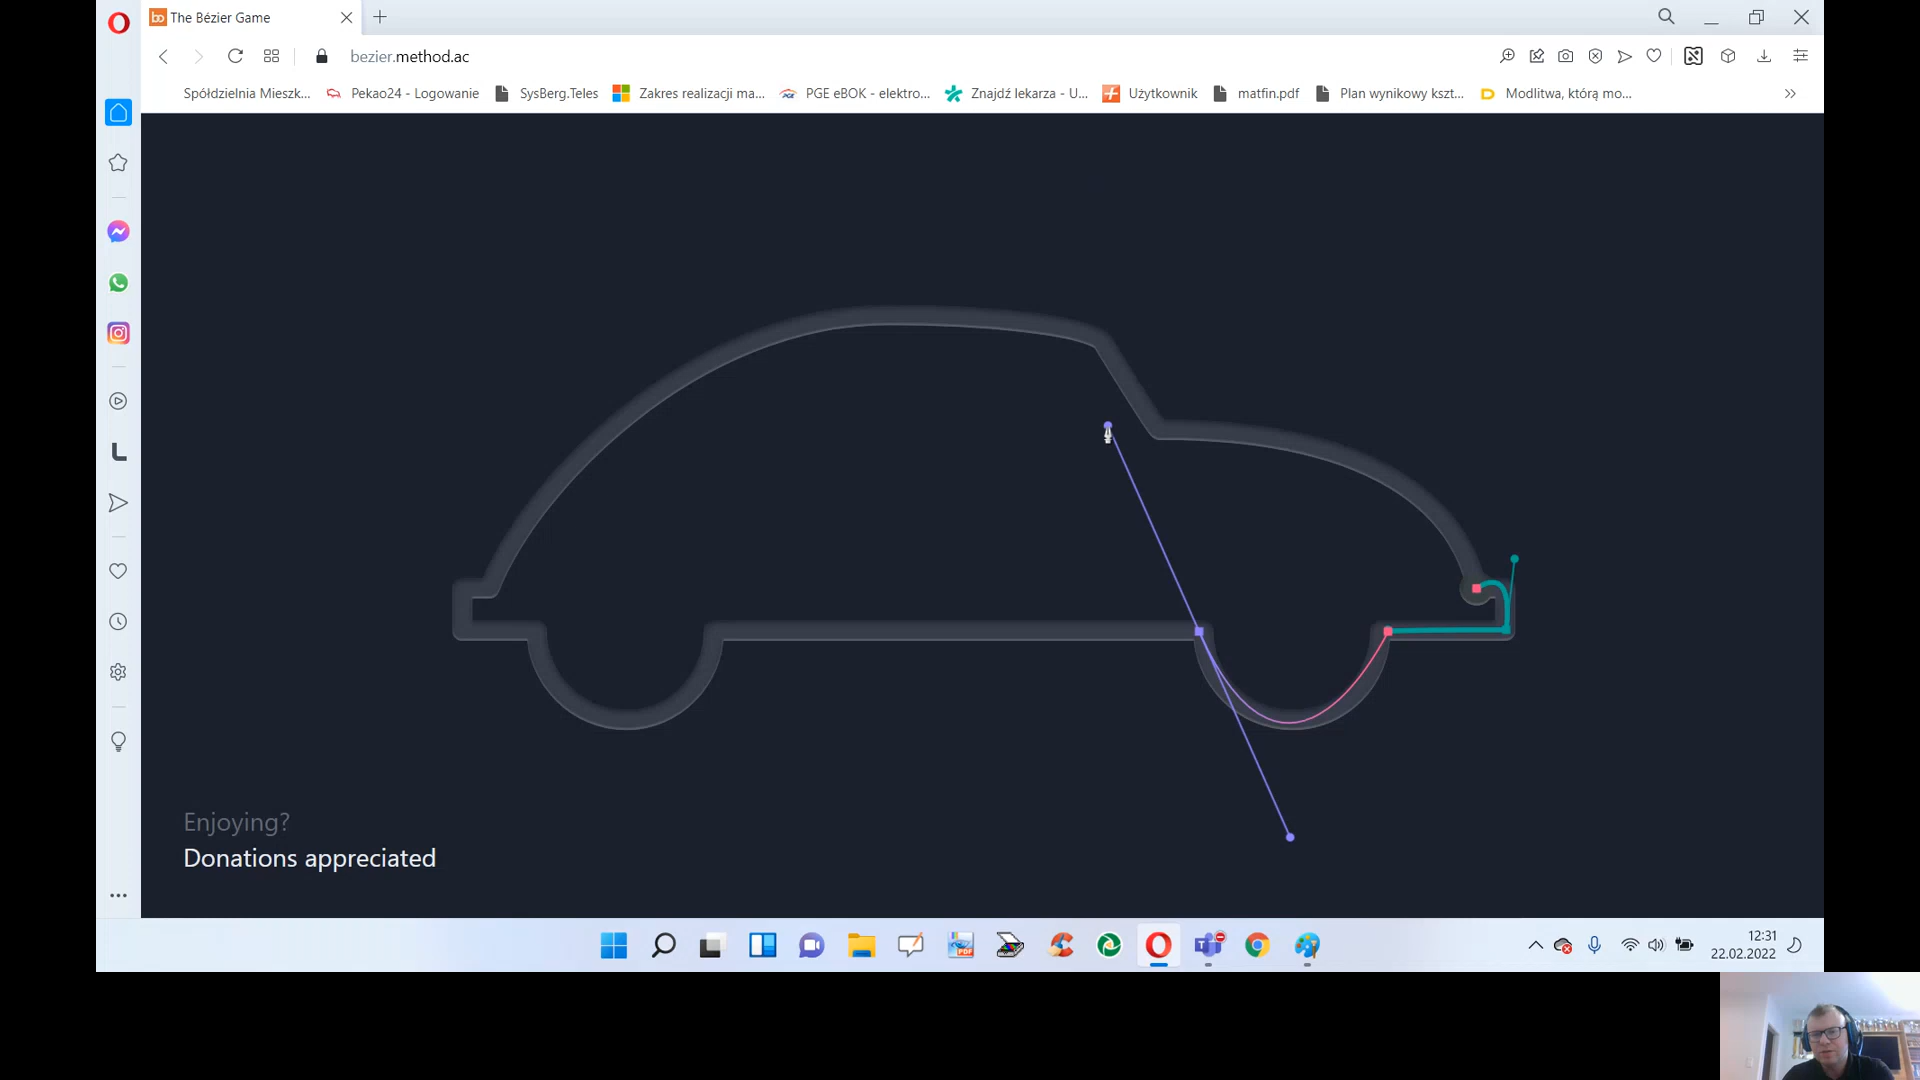 The Bézier Game
bezier.method.ac
Spółdzielnia Mieszk... Pekao24 - Logowanie SysBerg.Teles Zakres realizacji ma... PGE eBOK - elektro... Znajdź lekarza - U... Użytkownik matfin.pdf Plan wynikowy kszt... Modlitwa, którą mo...
Enjoying?
Donations appreciated
12:31
22.02.2022